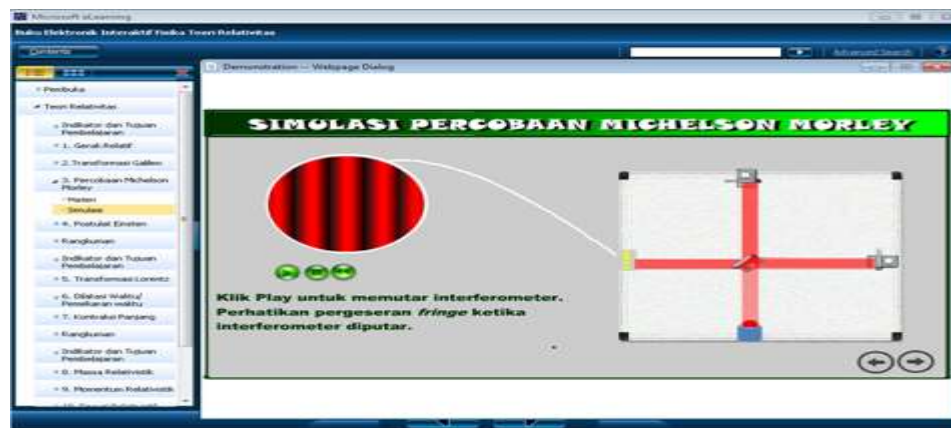 Microsoft eLearning
Buku Elektronik Interaktif Fisika Teori Relativitas
Contents
Advanced Search
Demonstration -- Webpage Dialog
Pembuka
Teori Relativitas
Indikator dan Tujuan
Pembelajaran
1. Gerak Relatif
2. Transformasi Galileo
3. Percobaan Michelson
Morley
Materi
Simulasi
4. Postulat Einsten
Rangkuman
Indikator dan Tujuan
Pembelajaran
5. Transformasi Lorentz
6. Dilatasi Waktu/
Pemekaran waktu
7. Kontraksi Panjang
Rangkuman
Indikator dan Tujuan
Pembelajaran
8. Massa Relativistik
9. Momentum Relativistik
SIMULASI PERCOBAAN MICHELSON MORLEY
Klik Play untuk memutar interferometer.
Perhatikan pergeseran fringe ketika
interferometer diputar.